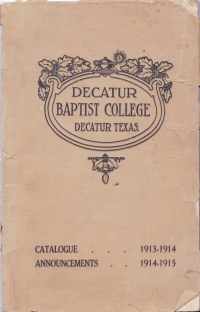 DECATUR
BAPTIST COLLEGE
DECATUR TEXAS.
CATALOGUE . . . 1913-1914
ANNOUNCEMENTS . . 1914-1915